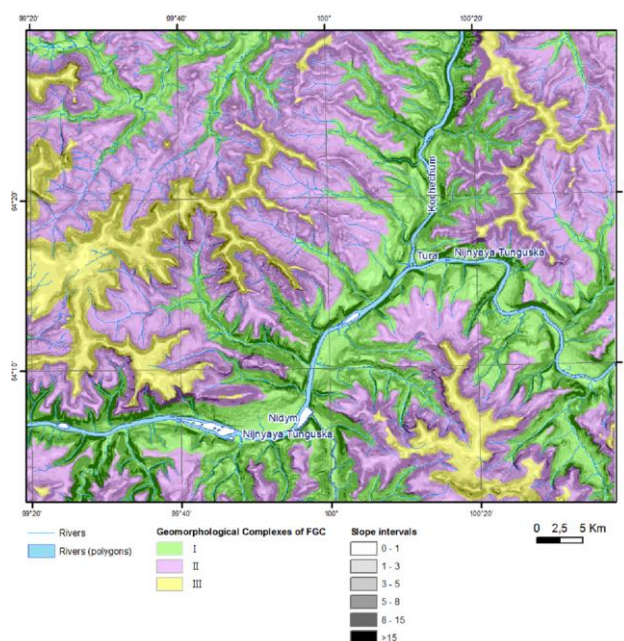 99°20' 99°40' 100° 100°20'
64°20'
Kochechum
Tura
Nijnyaya Tunguska
64°10'
Nidym
Nijnyaya Tunguska
99°20' 99°40' 100° 100°20'
Rivers
Rivers (polygons)
Geomorphological Complexes of FGC
I
II
III
Slope intervals
0 - 1
1 - 3
3 - 5
5 - 8
8 - 15
>15
0 2,5 5 Km